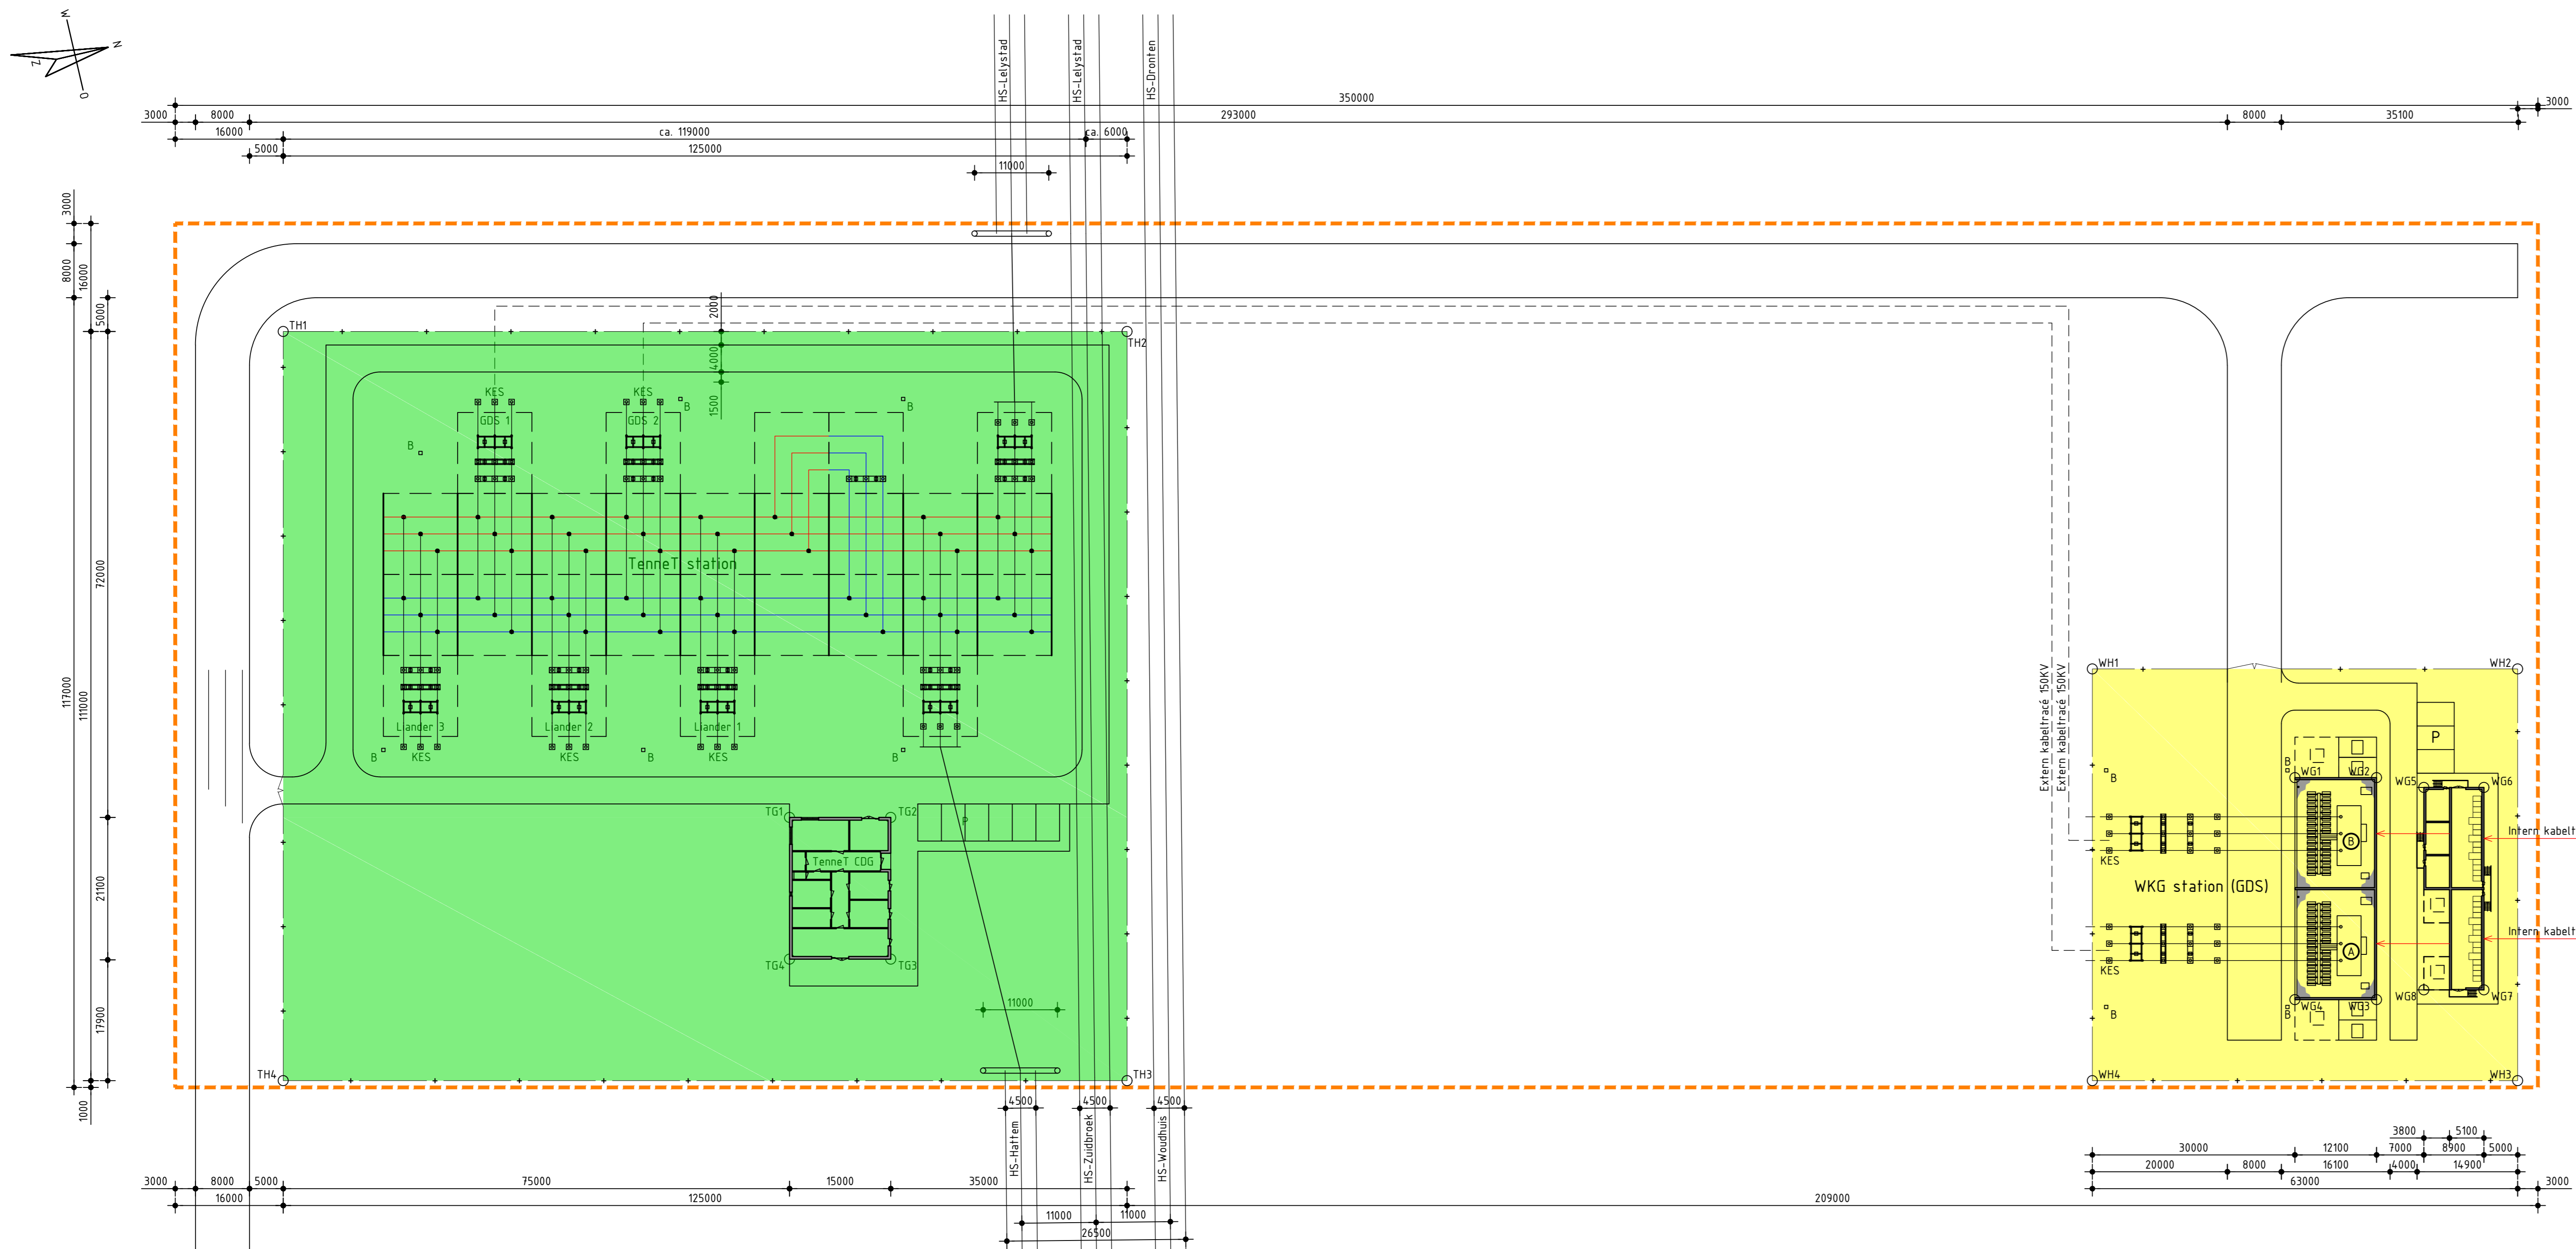 W
N
Z
O
HS-Lelystad
HS-Lelystad
HS-Dronten
350000
3000
8000
293000
8000
35100
3000
16000
ca. 119000
ca. 6000
5000
125000
11000
3000
8000
16000
5000
72000
117000
111000
21100
17900
1000
2000
4000
1500
TH1
TH2
KES
KES
GDS 1
GDS 2
B
B
B
TenneT station
Liander 3
Liander 2
Liander 1
KES
KES
KES
B
B
B
TG1
TG2
P
TenneT CDG
TG4
TG3
11000
TH4
TH3
Extern kabeltracé 150KV
Extern kabeltracé 150KV
WH1
WH2
P
B
B
WG1
WG2
WG5
WG6
Intern kabelt
B
KES
WKG station (GDS)
Intern kabelt
A
KES
WG4
WG3
WG8
WG7
B
B
WH4
WH3
4500
4500
4500
HS-Hattem
HS-Zuidbroek
HS-Woudhuis
3800
5100
30000
12100
7000
8900
5000
20000
8000
16100
4000
14900
3000
8000
5000
75000
15000
35000
63000
3000
16000
125000
209000
11000
11000
26500